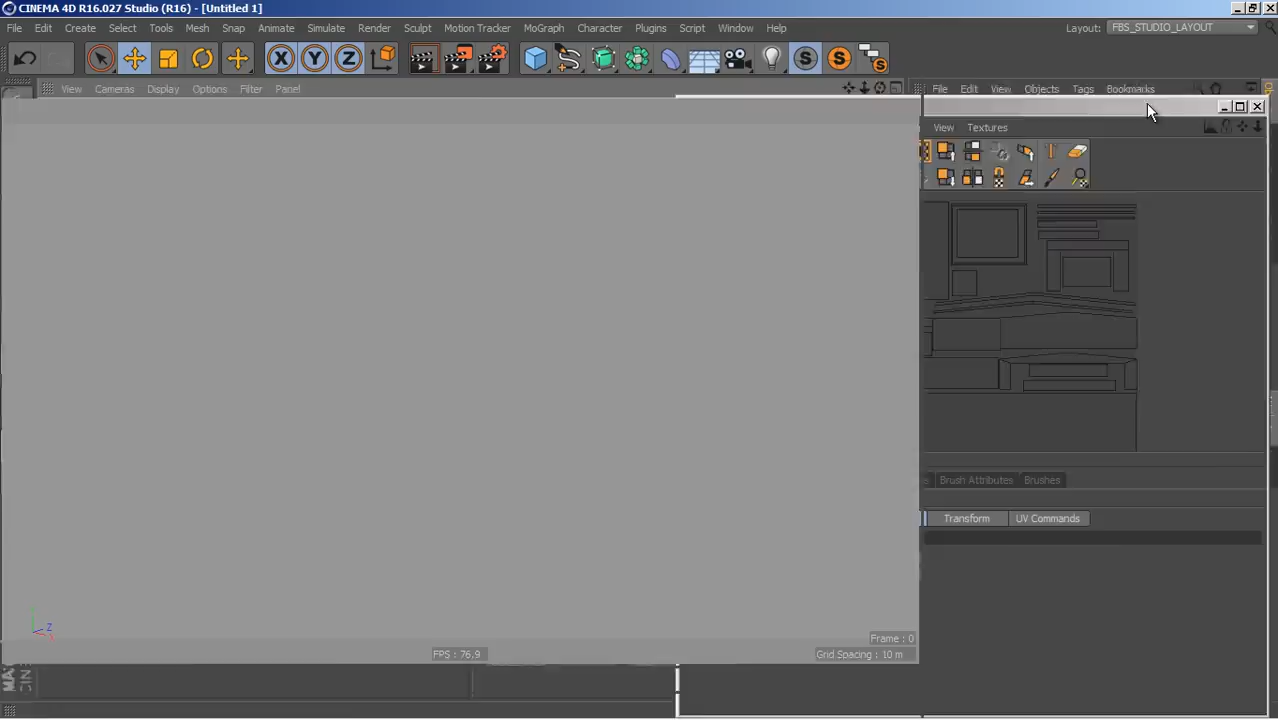 CINEMA 4D R16.027 Studio (R16) - [Untitled 1]
File Edit Create Select Tools Mesh Snap Animate Simulate Render Sculpt Motion Tracker MoGraph Character Plugins Script Window Help
Layout: FBS_STUDIO_LAYOUT
X Y Z S S S
View Cameras Display Options Filter Panel
File Edit View Objects Tags Bookmarks
View Textures
Brush Attributes Brushes
Transform UV Commands
Z
Frame : 0
FPS : 76.9
Grid Spacing : 10 m